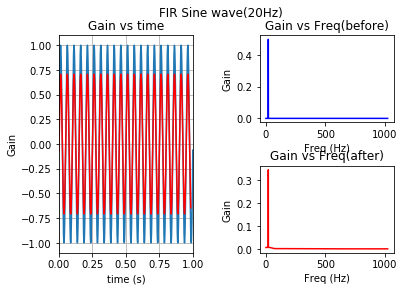 FIR Sine wave(20Hz)
Gain vs time
1.00
0.75
0.50
0.25
0.00
−0.25
−0.50
−0.75
−1.00
Gain
0.00 0.25 0.50 0.75 1.00
time (s)
Gain vs Freq(before)
0.4
0.2
0.0
Gain
0 500 1000
Freq (Hz)
Gain vs Freq(after)
0.3
0.2
0.1
0.0
Gain
0 500 1000
Freq (Hz)